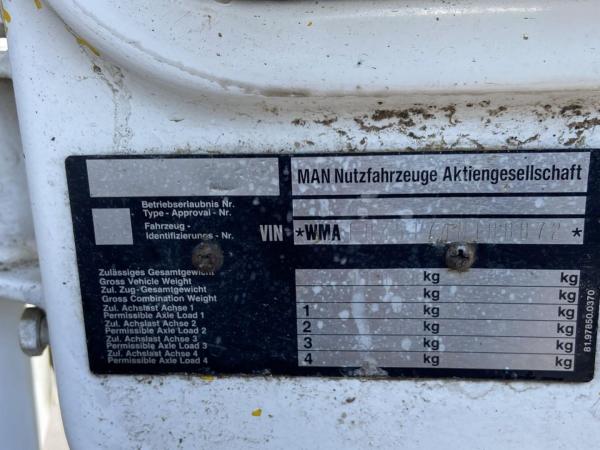 MAN Nutzfahrzeuge Aktiengesellschaft
Betriebserlaubnis Nr.
Type - Approval - Nr.
Fahrzeug -
Identifizierungs - Nr.
VIN *WMA *
Zulässiges Gesamtgewicht
Gross Vehicle Weight
Zul. Zug-Gesamtgewicht
Gross Combination Weight
Zul. Achslast Achse 1
Permissible Axle Load 1
Zul. Achslast Achse 2
Permissible Axle Load 2
Zul. Achslast Achse 3
Permissible Axle Load 3
Zul. Achslast Achse 4
Permissible Axle Load 4
kg kg
kg kg
1 kg kg
2 kg kg
3 kg kg
4 kg kg
81.97850.0370